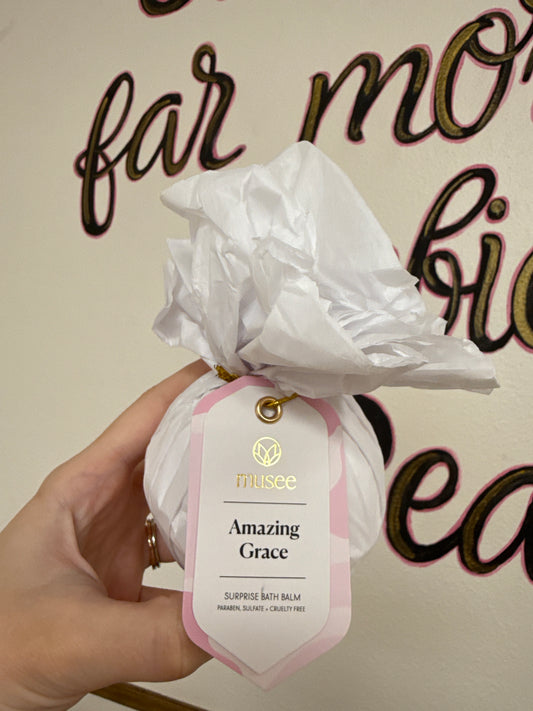 far mo
musee
Amazing
Grace
SURPRISE BATH BALM
PARABEN, SULFATE + CRUELTY FREE